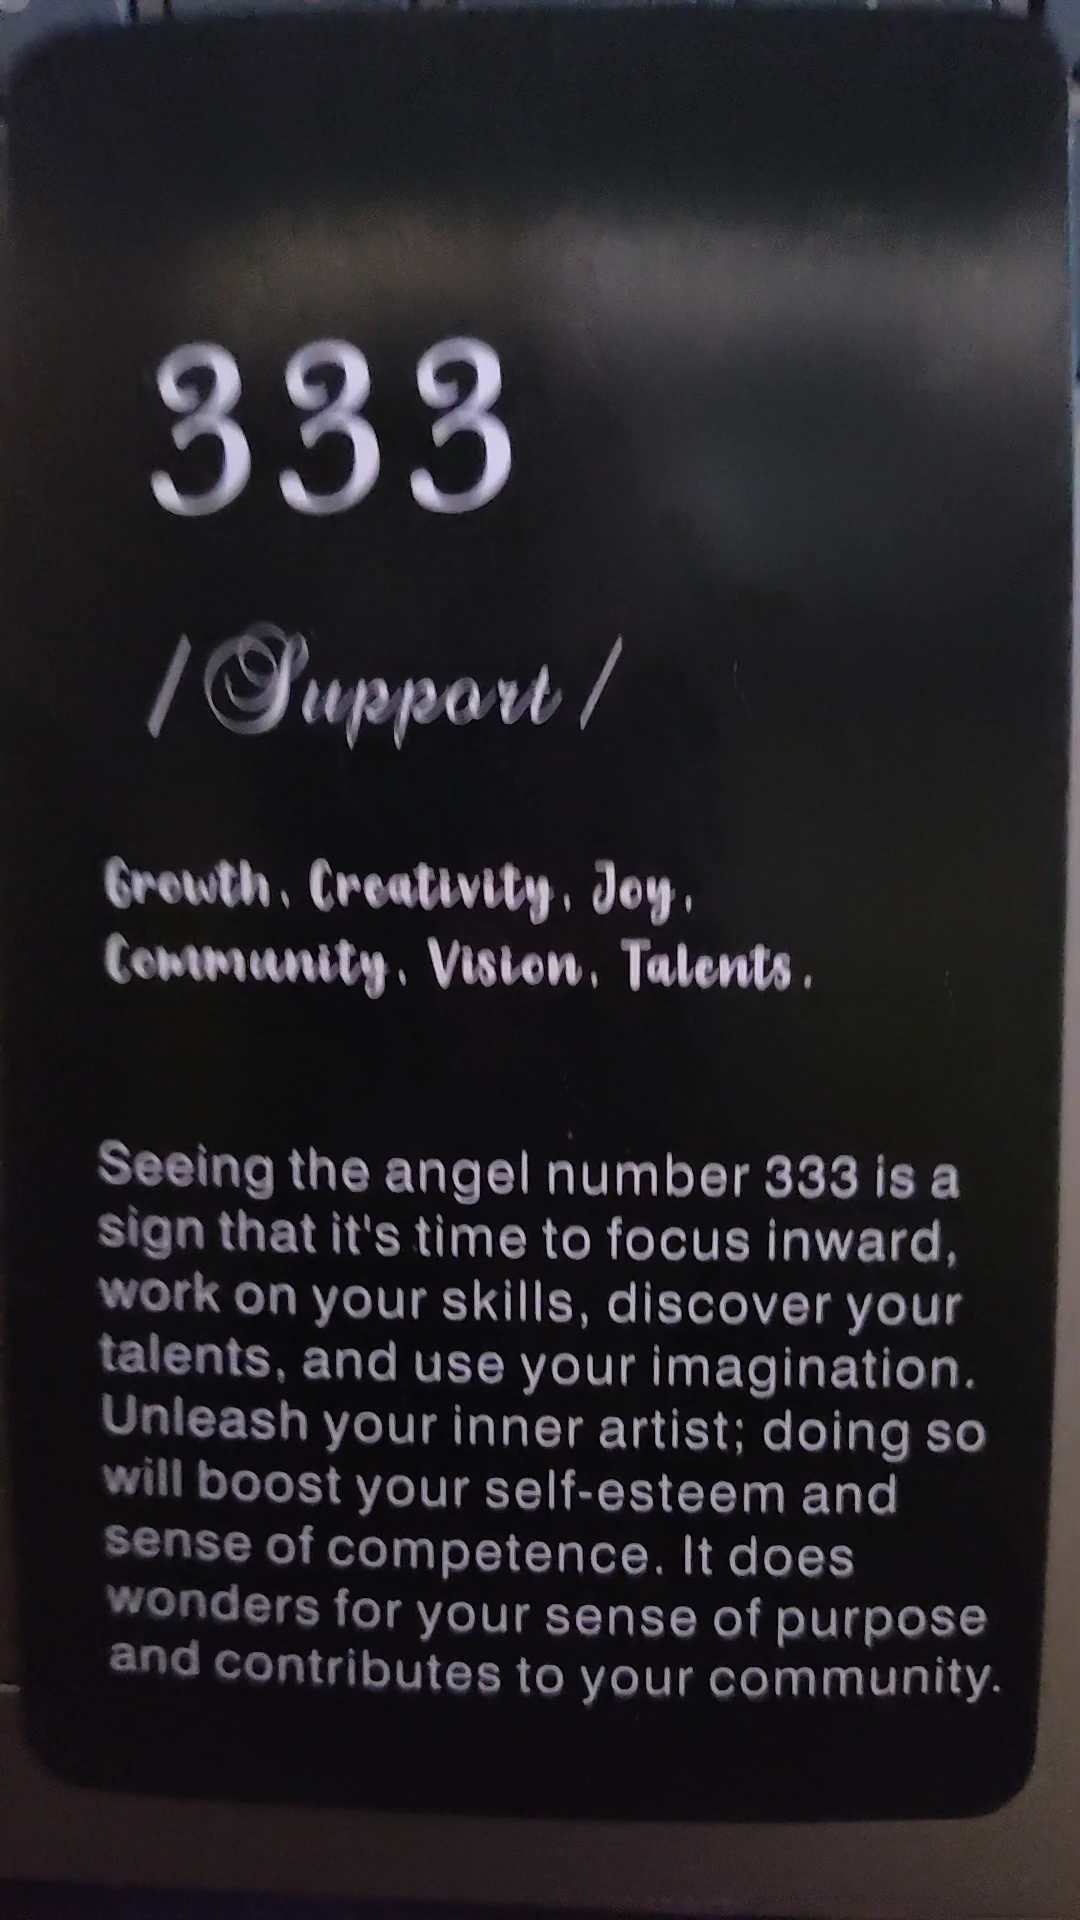 333
/Support/
Growth, Creativity, Joy,
Community, Vision, Talents.
Seeing the angel number 333 is a
sign that it's time to focus inward,
work on your skills, discover your
talents, and use your imagination.
Unleash your inner artist; doing so
will boost your self-esteem and
sense of competence. It does
wonders for your sense of purpose
and contributes to your community.